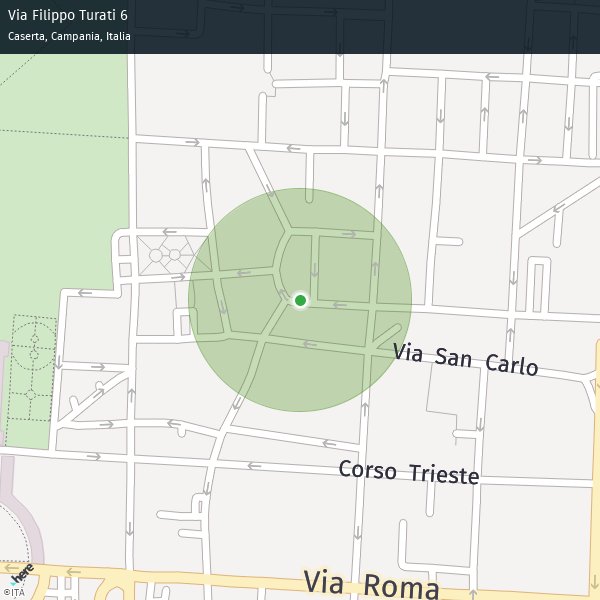 Via Filippo Turati 6
Caserta, Campania, Italia
Via San Carlo
Corso Trieste
Via Roma
here
©ITA